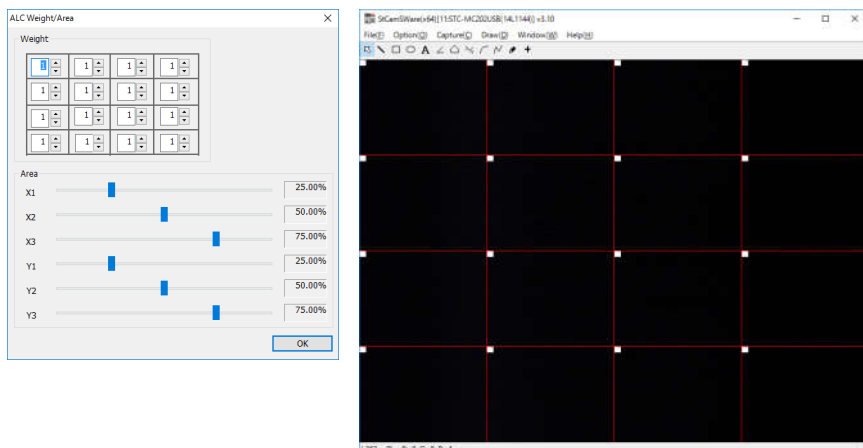 ALC Weight/Area
Weight
1 1 1 1
1 1 1 1
1 1 1 1
1 1 1 1
Area
X1 25.00%
X2 50.00%
X3 75.00%
Y1 25.00%
Y2 50.00%
Y3 75.00%
OK
StCamSWare(x64)[11:STC-MC202USB(14L1144)] v3.10
File(F) Option(O) Capture(C) Draw(D) Window(W) Help(H)
A